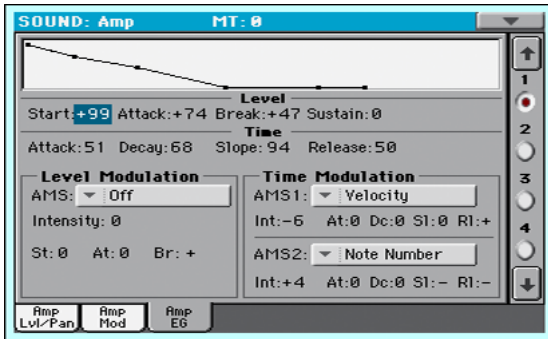 SOUND: Amp MT: 0
Level
Start:+99 Attack:+74 Break:+47 Sustain:0
Time
Attack:51 Decay:68 Slope:94 Release:50
Level Modulation
AMS: Off
Intensity: 0
St:0 At:0 Br:+
Time Modulation
AMS1: Velocity
Int:-6 At:0 Dc:0 Sl:0 Rl:+
AMS2: Note Number
Int:+4 At:0 Dc:0 Sl:- Rl:-
1
2
3
4
Amp Lvl/Pan
Amp Mod
Amp EG